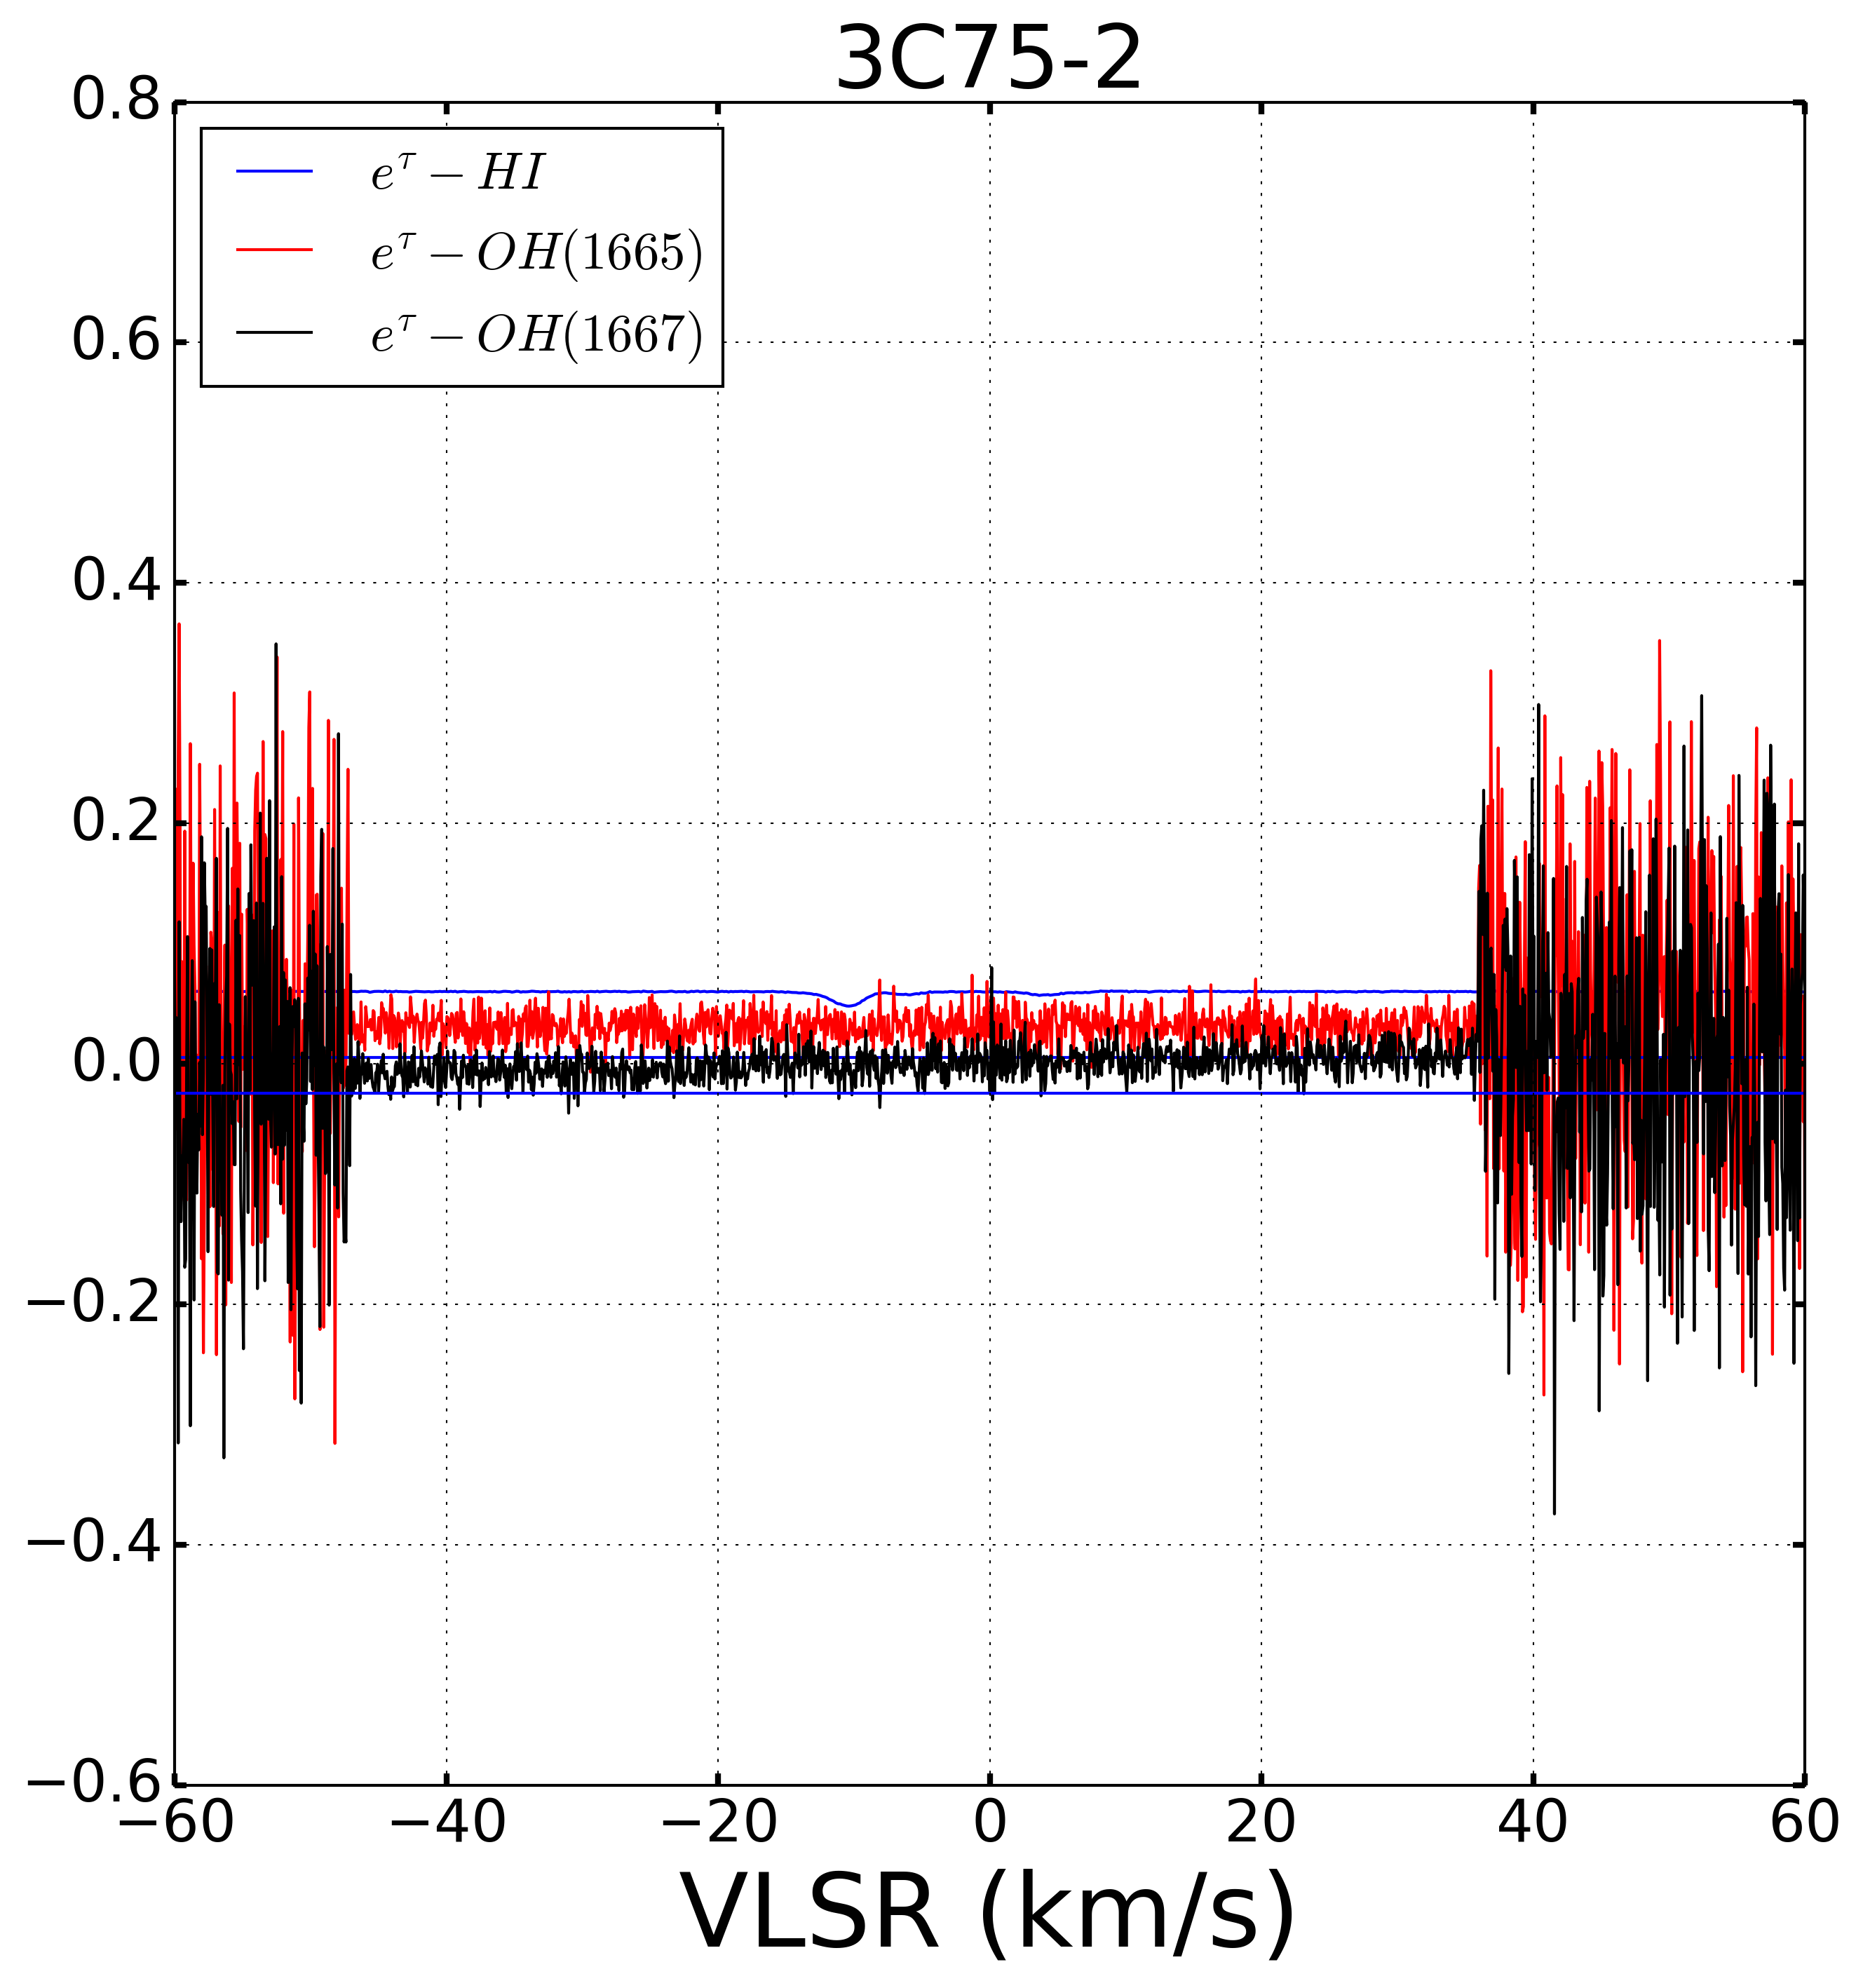 3C75-2
0.8
0.6
0.4
0.2
0.0
−0.2
−0.4
−0.6
e^τ − HI
e^τ − OH(1665)
e^τ − OH(1667)
−60 −40 −20 0 20 40 60
VLSR (km/s)